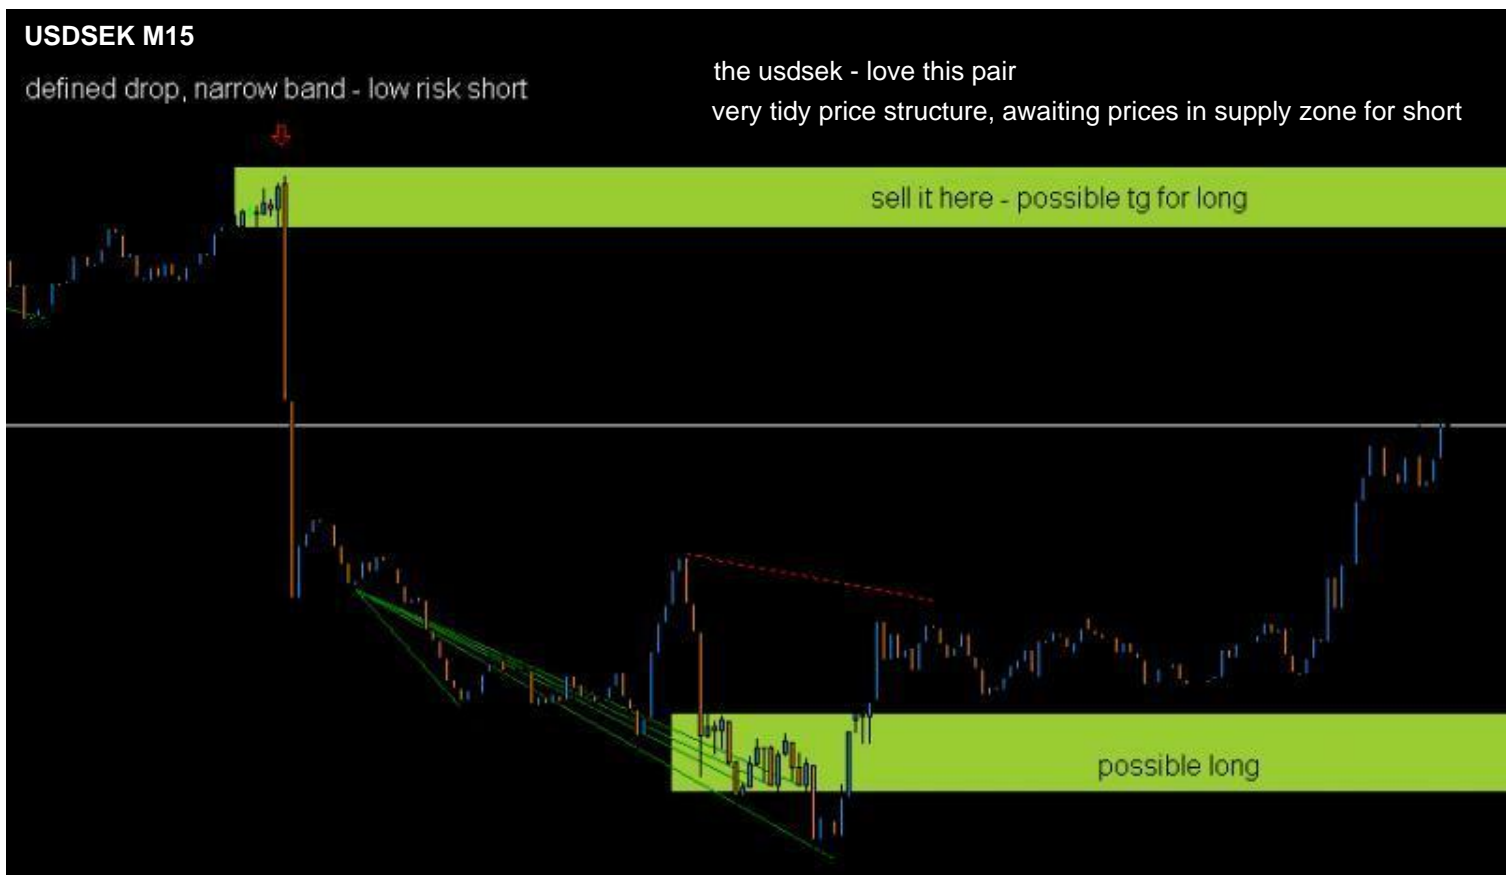 USDSEK M15
defined drop, narrow band - low risk short
the usdsek - love this pair
very tidy price structure, awaiting prices in supply zone for short
sell it here - possible tg for long
possible long